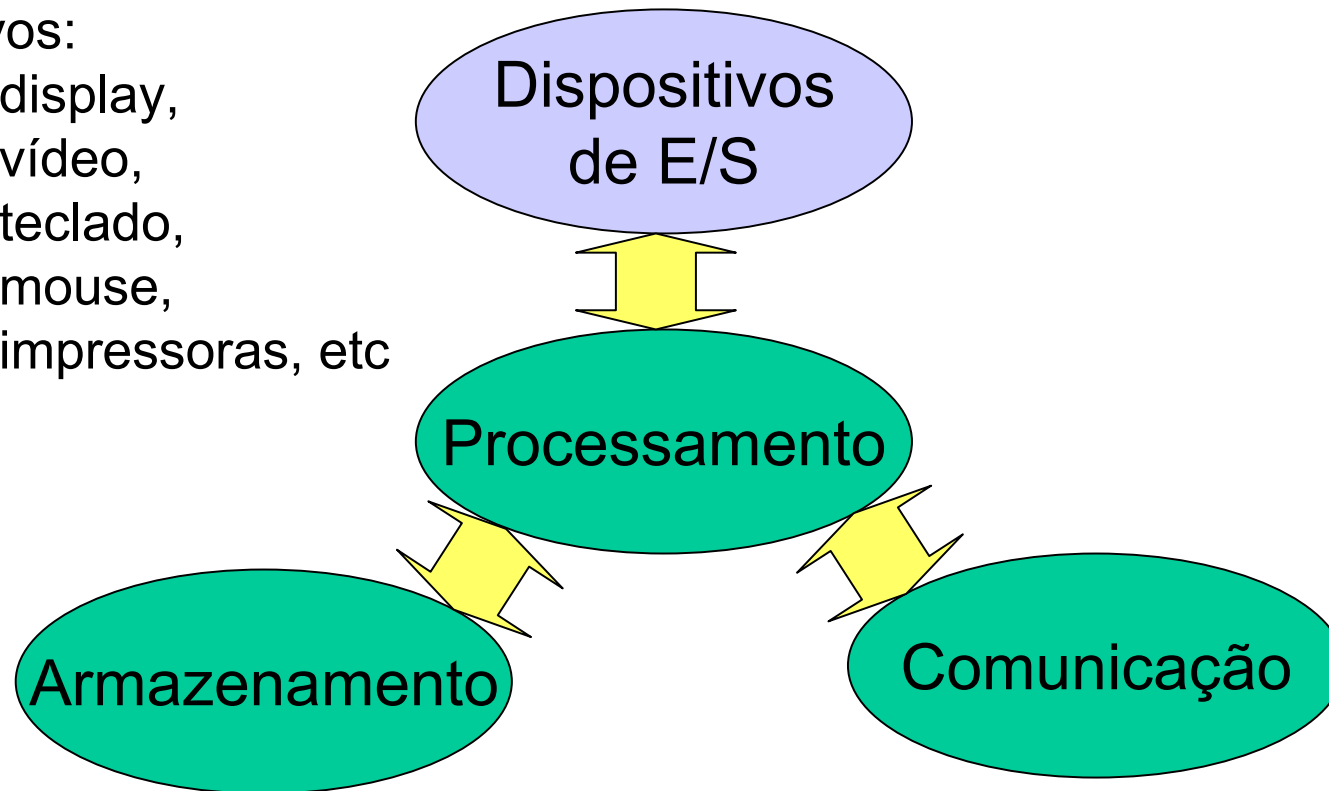 vos:
display,
vídeo,
teclado,
mouse,
impressoras, etc
Dispositivos
de E/S
Processamento
Armazenamento
Comunicação